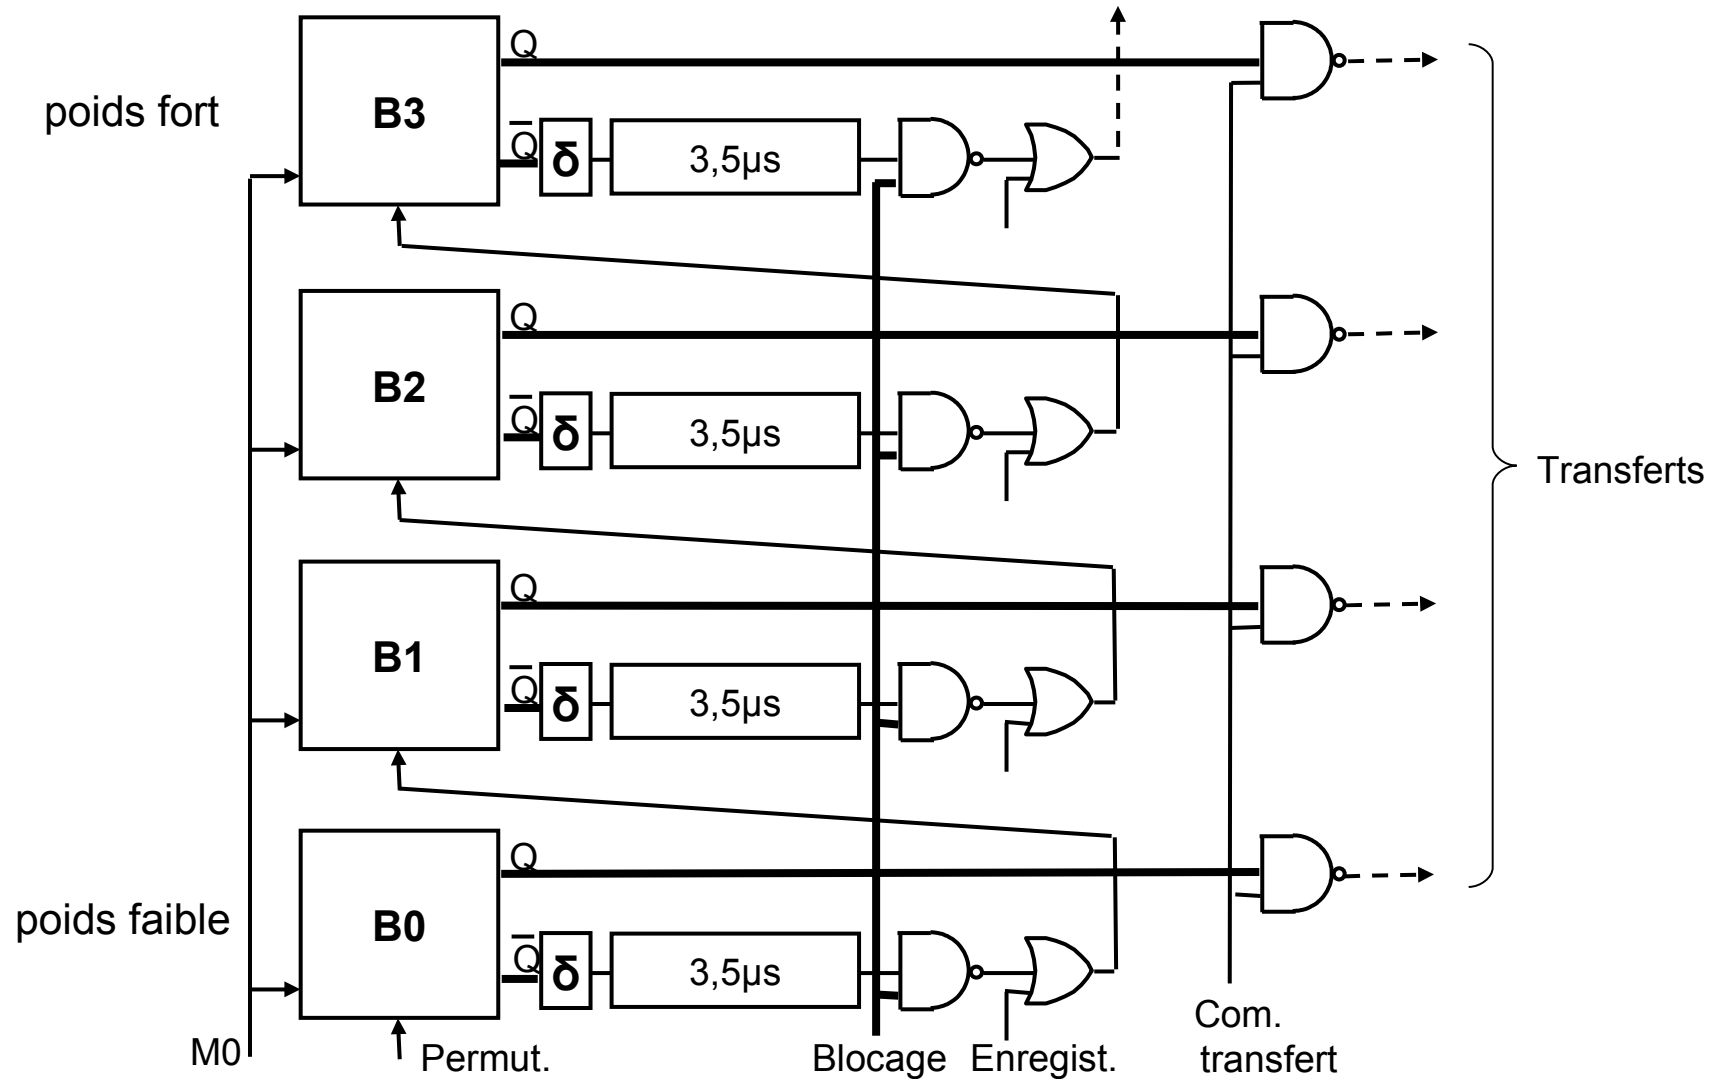 Q
poids fort
B3
Q̅
δ
3,5µs
Q
B2
Q̅
δ
3,5µs
Transferts
Q
B1
Q̅
δ
3,5µs
Q
poids faible
B0
Q̅
δ
3,5µs
M0
Permut.
Blocage
Enregist.
Com.
transfert